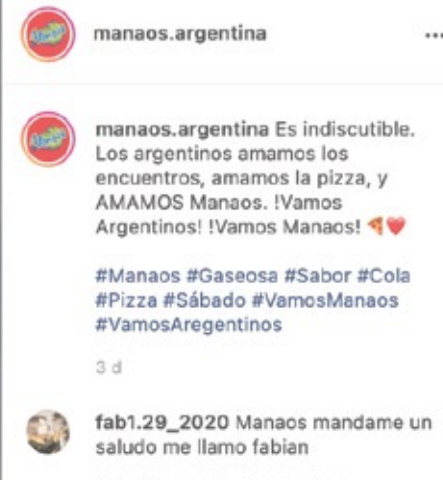 manaos.argentina
manaos.argentina Es indiscutible.
Los argentinos amamos los
encuentros, amamos la pizza, y
AMAMOS Manaos. !Vamos
Argentinos! !Vamos Manaos! 🍕❤️
#Manaos #Gaseosa #Sabor #Cola
#Pizza #Sábado #VamosManaos
#VamosAregentinos
3 d
fab1.29_2020 Manaos mandame un
saludo me llamo fabian